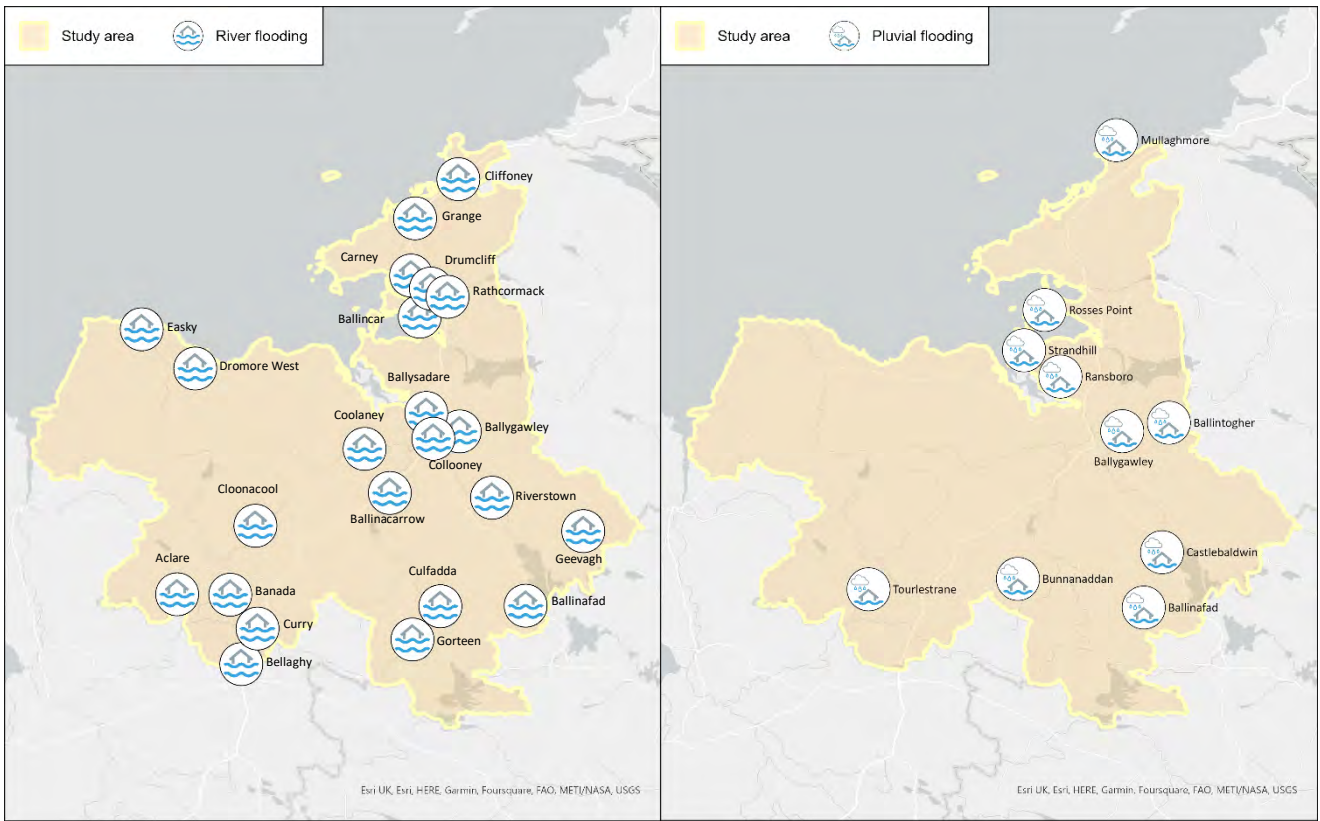 Study area
River flooding
Cliffoney
Grange
Carney
Drumcliff
Rathcormack
Ballincar
Easky
Dromore West
Ballysadare
Coolaney
Ballygawley
Collooney
Cloonacool
Riverstown
Ballinacarrow
Geevagh
Aclare
Culfadda
Banada
Ballinafad
Curry
Gorteen
Bellaghy
Esri UK, Esri, HERE, Garmin, Foursquare, FAO, METI/NASA, USGS
Study area
Pluvial flooding
Mullaghmore
Rosses Point
Strandhill
Ransboro
Ballintogher
Ballygawley
Castlebaldwin
Bunnanaddan
Tourlestrane
Ballinafad
Esri UK, Esri, HERE, Garmin, Foursquare, FAO, METI/NASA, USGS